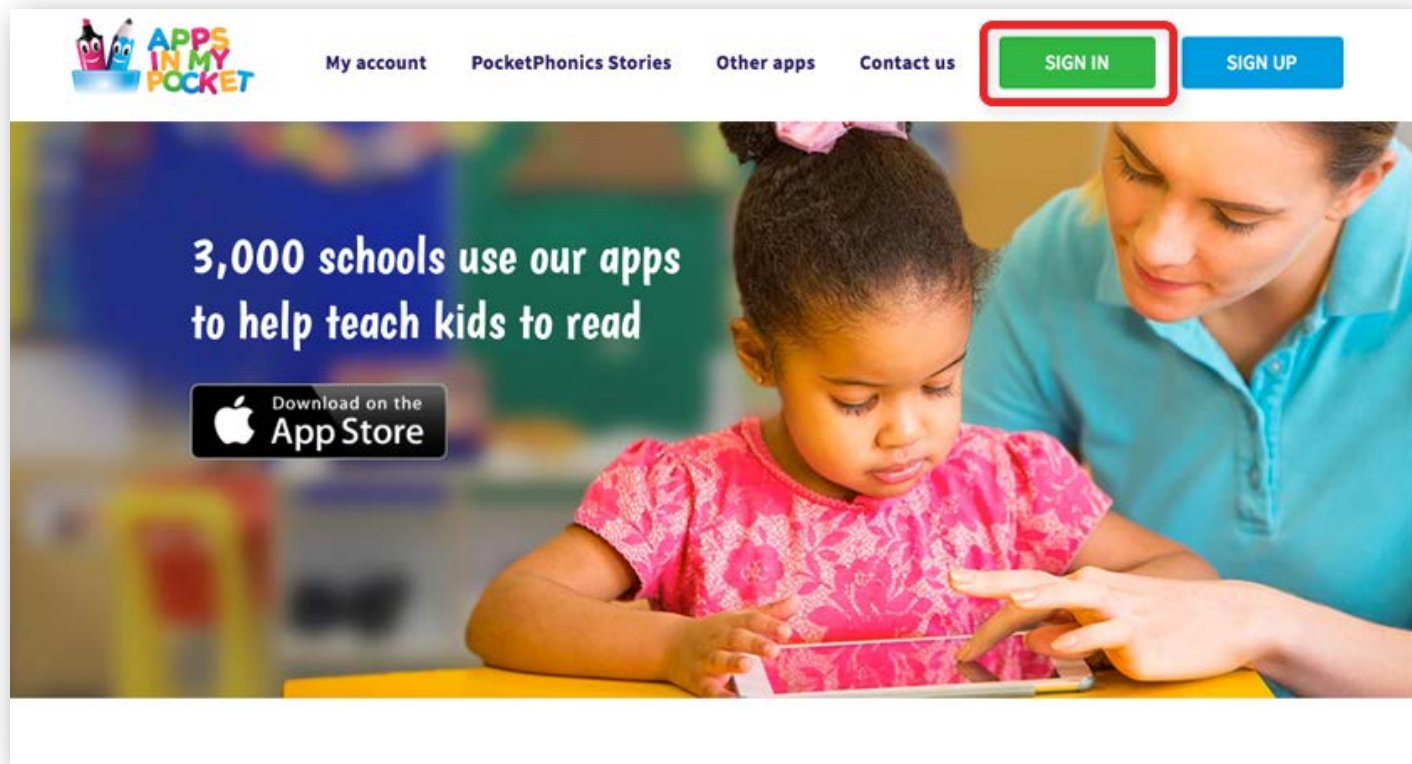 APPS
IN MY
POCKET
My account PocketPhonics Stories Other apps Contact us SIGN IN SIGN UP
3,000 schools use our apps
to help teach kids to read
Download on the
App Store